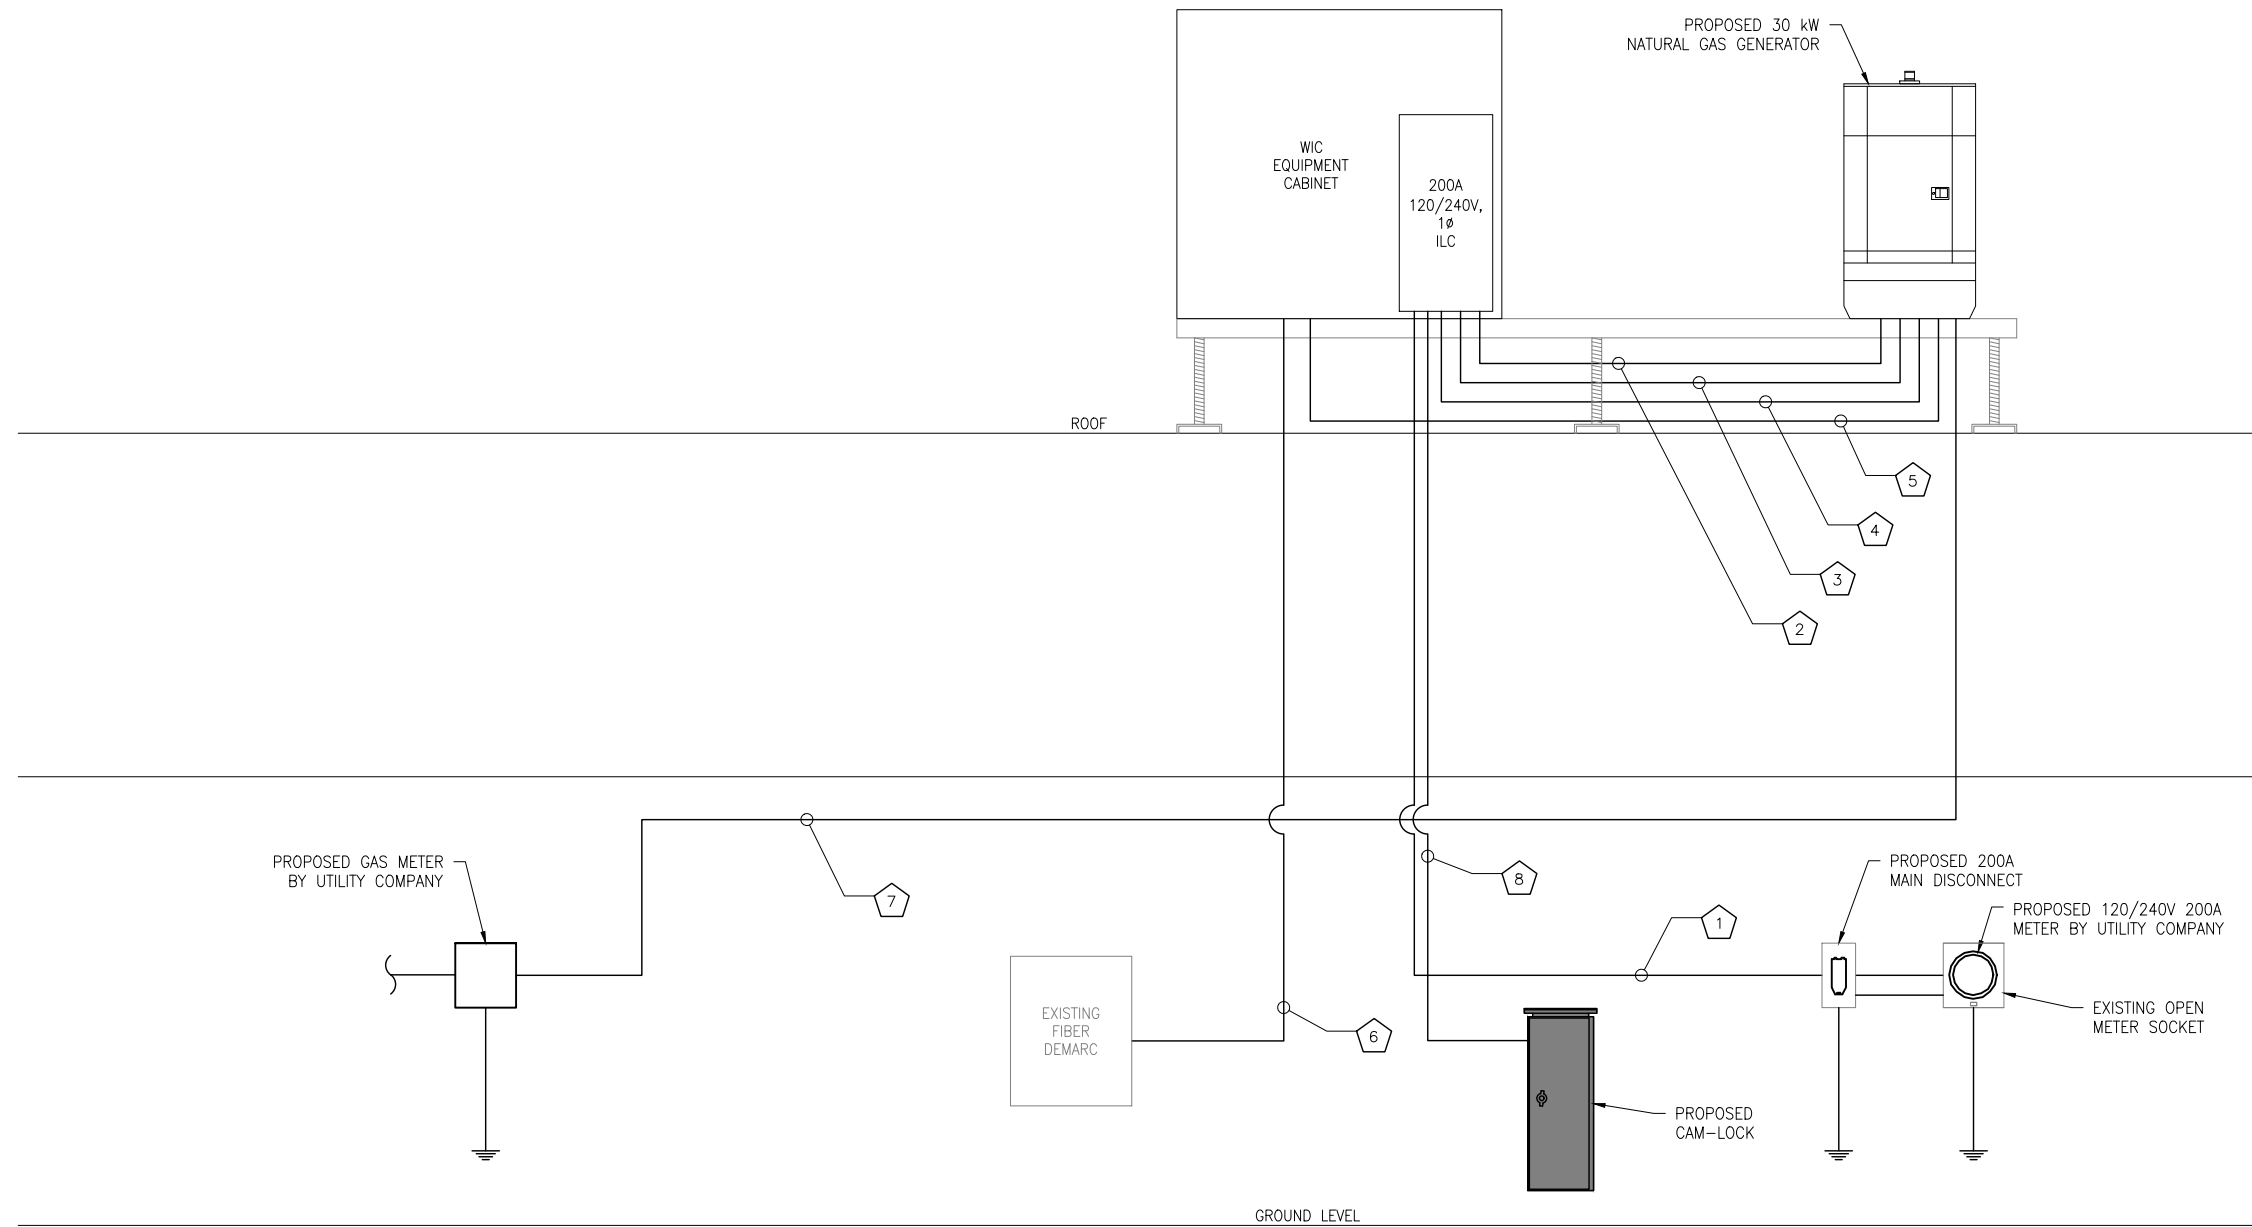 PROPOSED 30 kW
NATURAL GAS GENERATOR
WIC
EQUIPMENT
CABINET
200A
120/240V,
1ø
ILC
ROOF
5
4
3
2
PROPOSED GAS METER
BY UTILITY COMPANY
7
8
1
PROPOSED 200A
MAIN DISCONNECT
PROPOSED 120/240V 200A
METER BY UTILITY COMPANY
EXISTING OPEN
METER SOCKET
EXISTING
FIBER
DEMARC
6
PROPOSED
CAM-LOCK
GROUND LEVEL